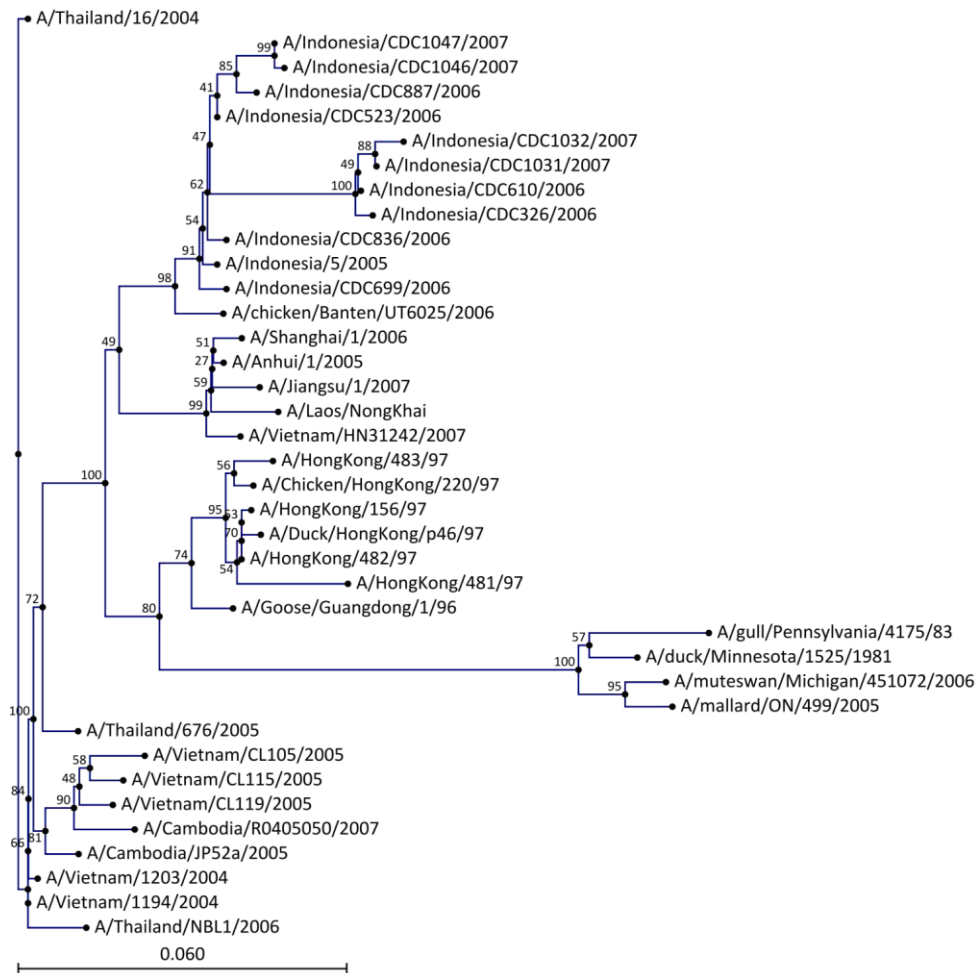 A/Thailand/16/2004
A/Indonesia/CDC1047/2007
99
A/Indonesia/CDC1046/2007
85
A/Indonesia/CDC887/2006
41
A/Indonesia/CDC523/2006
47
A/Indonesia/CDC1032/2007
88
A/Indonesia/CDC1031/2007
49
A/Indonesia/CDC610/2006
62
100
A/Indonesia/CDC326/2006
54
A/Indonesia/CDC836/2006
91
A/Indonesia/5/2005
98
A/Indonesia/CDC699/2006
A/chicken/Banten/UT6025/2006
49
A/Shanghai/1/2006
51
A/Anhui/1/2005
27
A/Jiangsu/1/2007
59
A/Laos/NongKhai
99
A/Vietnam/HN31242/2007
A/HongKong/483/97
56
100
A/Chicken/HongKong/220/97
A/HongKong/156/97
95
53
A/Duck/HongKong/p46/97
70
A/HongKong/482/97
74
54
A/HongKong/481/97
72
80
A/Goose/Guangdong/1/96
A/gull/Pennsylvania/4175/83
57
A/duck/Minnesota/1525/1981
100
A/muteswan/Michigan/451072/2006
95
A/mallard/ON/499/2005
100
A/Thailand/676/2005
A/Vietnam/CL105/2005
58
A/Vietnam/CL115/2005
48
84
A/Vietnam/CL119/2005
90
A/Cambodia/R0405050/2007
81
66
A/Cambodia/JP52a/2005
A/Vietnam/1203/2004
A/Vietnam/1194/2004
A/Thailand/NBL1/2006
0.060